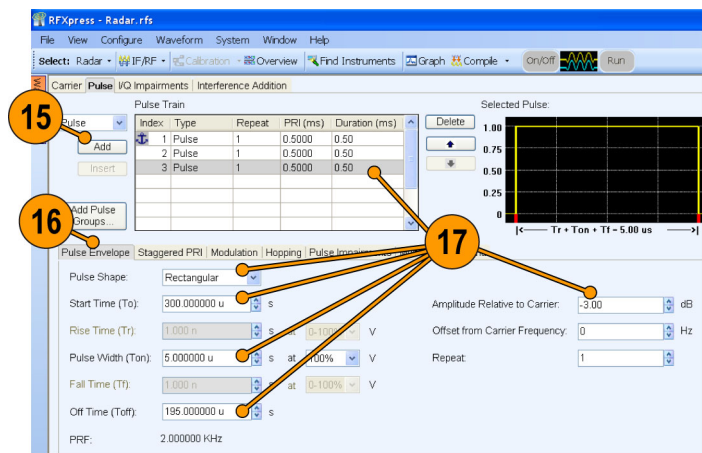 RFXpress - Radar.rfs
File View Configure Waveform System Window Help
Select: Radar IF/RF Calibration Overview Find Instruments Graph Compile On/Off Run
Carrier Pulse I/Q Impairments Interference Addition
Pulse Train
Selected Pulse:
15
Pulse
Index Type Repeat PRI (ms) Duration (ms)
Delete
1 Pulse 1 0.5000 0.50
2 Pulse 1 0.5000 0.50
3 Pulse 1 0.5000 0.50
Add
Insert
Add Pulse
Groups...
1.00
0.75
0.50
0.25
0
|<—— Tr + Ton + Tf = 5.00 us ——>|
16
17
Pulse Envelope Staggered PRI Modulation Hopping Pulse Impairments
Pulse Shape: Rectangular
Start Time (To): 300.000000 u s
Amplitude Relative to Carrier: -3.00 dB
Rise Time (Tr): 1.000 n s at 0-100% V
Offset from Carrier Frequency: 0 Hz
Pulse Width (Ton): 5.000000 u s at 100% V
Repeat: 1
Fall Time (Tf): 1.000 n s at 0-100% V
Off Time (Toff): 195.000000 u s
PRF: 2.000000 KHz